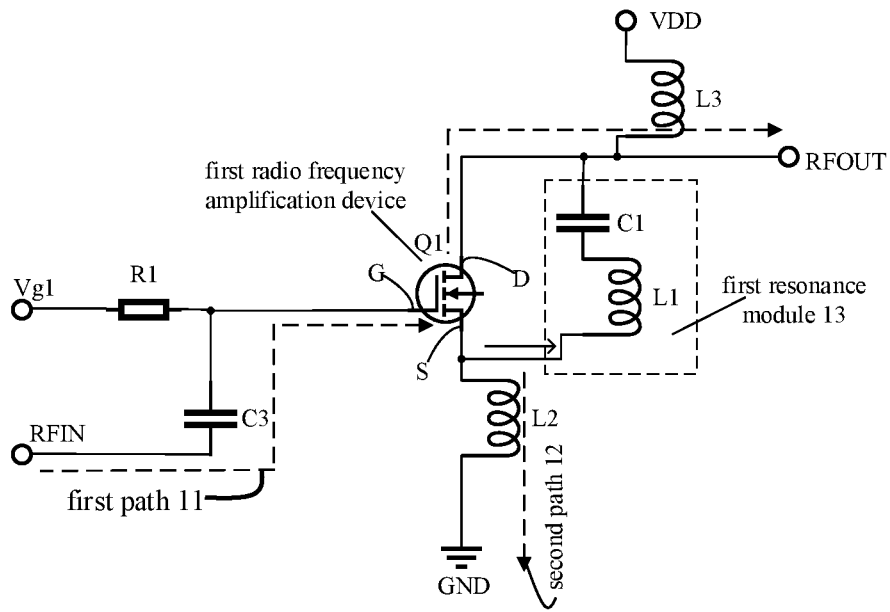 VDD
L3
RFOUT
first radio frequency
amplification device
Q1
C1
Vg1
R1
G
D
L1
first resonance
module 13
S
RFIN
C3
L2
first path 11
second path 12
GND